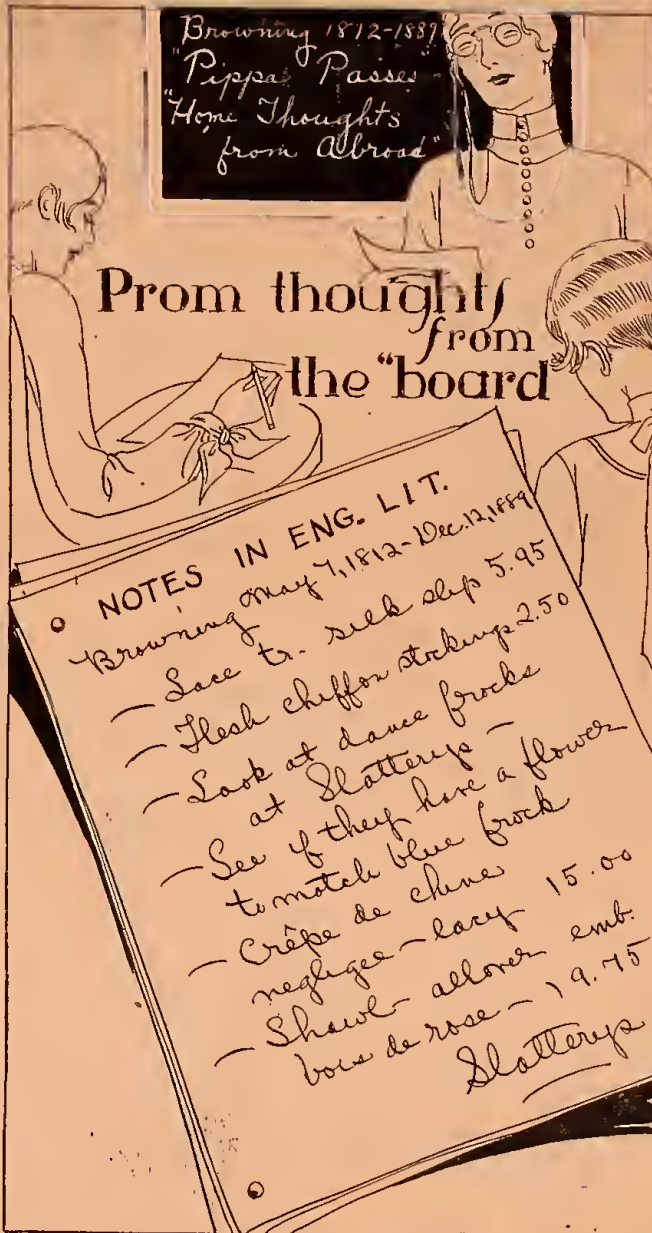 Browning 1812-1889
"Pippa Passes"-
"Home Thoughts
from Abroad"
Prom thoughts
from
the "board"
NOTES IN ENG. LIT.
Browning May 7, 1812-Dec. 12, 1889
- Lace tr. silk slip 5.95
- Flesh chiffon stockings 2.50
- Look at dance frocks
at Slatterys -
- See if they have a flower
to match blue frock
- Crêpe de chine
negligee - lacy 15.00
- Shawl - allover emb.
bois de rose - 19.75
Slatterys